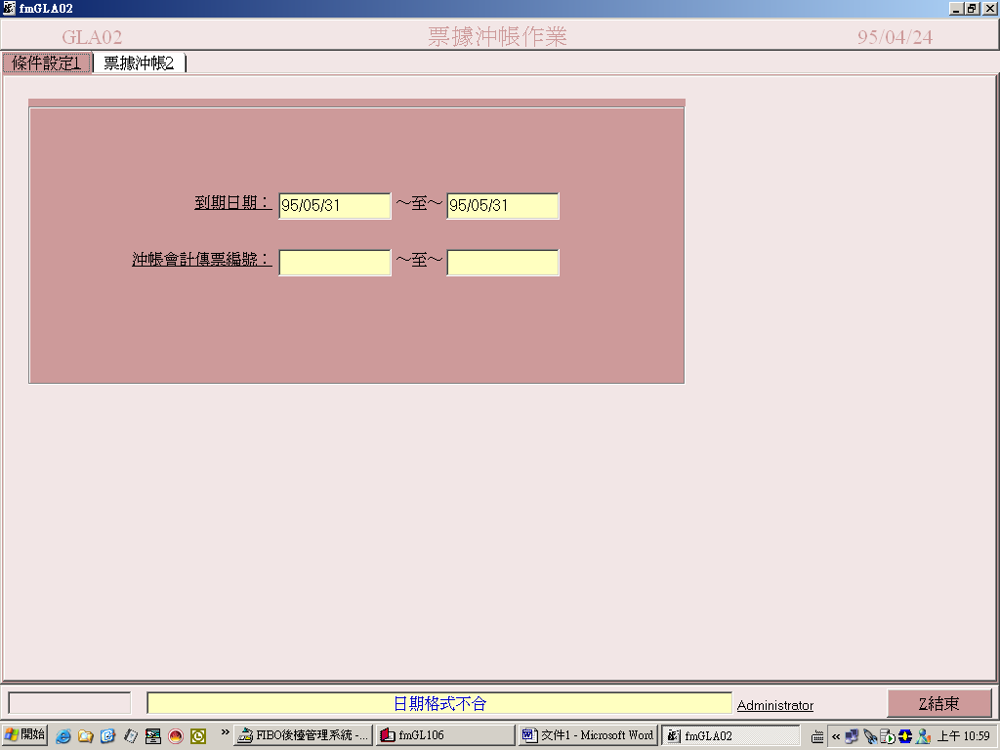 fmGLA02
GLA02 票據沖帳作業 95/04/24
條件設定1 票據沖帳2
到期日期： 95/05/31 ～至～ 95/05/31
沖帳會計傳票編號： ～至～
日期格式不合 Administrator Z結束
開始 » FIBO後檯管理系統 -... fmGL106 文件1 - Microsoft Word fmGLA02 « 上午 10:59